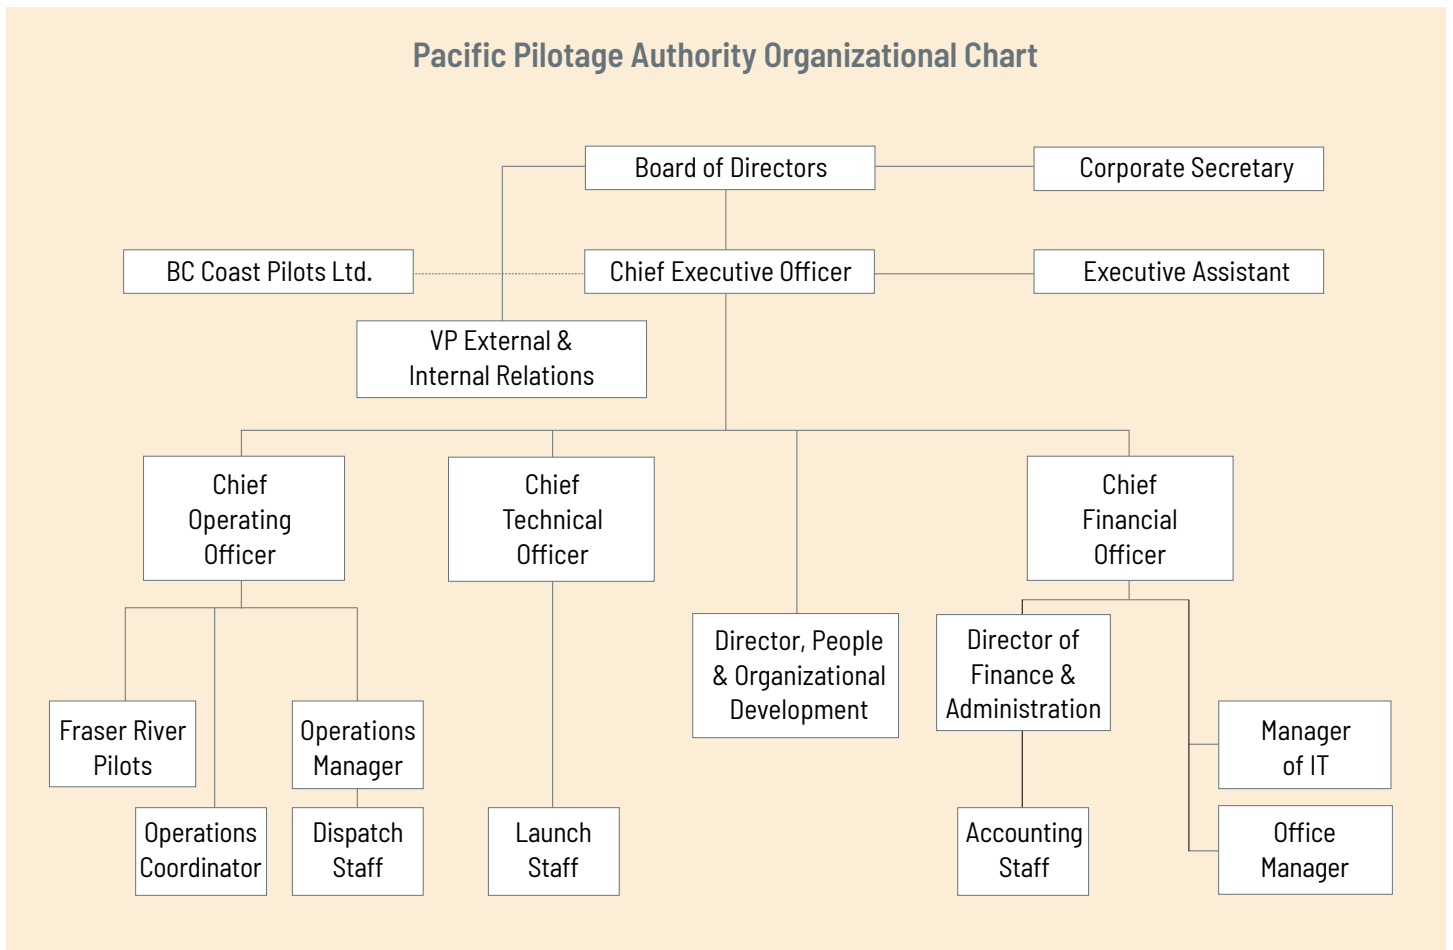 Pacific Pilotage Authority Organizational Chart
Board of Directors
Corporate Secretary
BC Coast Pilots Ltd.
Chief Executive Officer
Executive Assistant
VP External &
Internal Relations
Chief
Operating
Officer
Chief
Technical
Officer
Chief
Financial
Officer
Director, People
& Organizational
Development
Director of
Finance &
Administration
Fraser River
Pilots
Operations
Manager
Manager
of IT
Operations
Coordinator
Dispatch
Staff
Launch
Staff
Accounting
Staff
Office
Manager